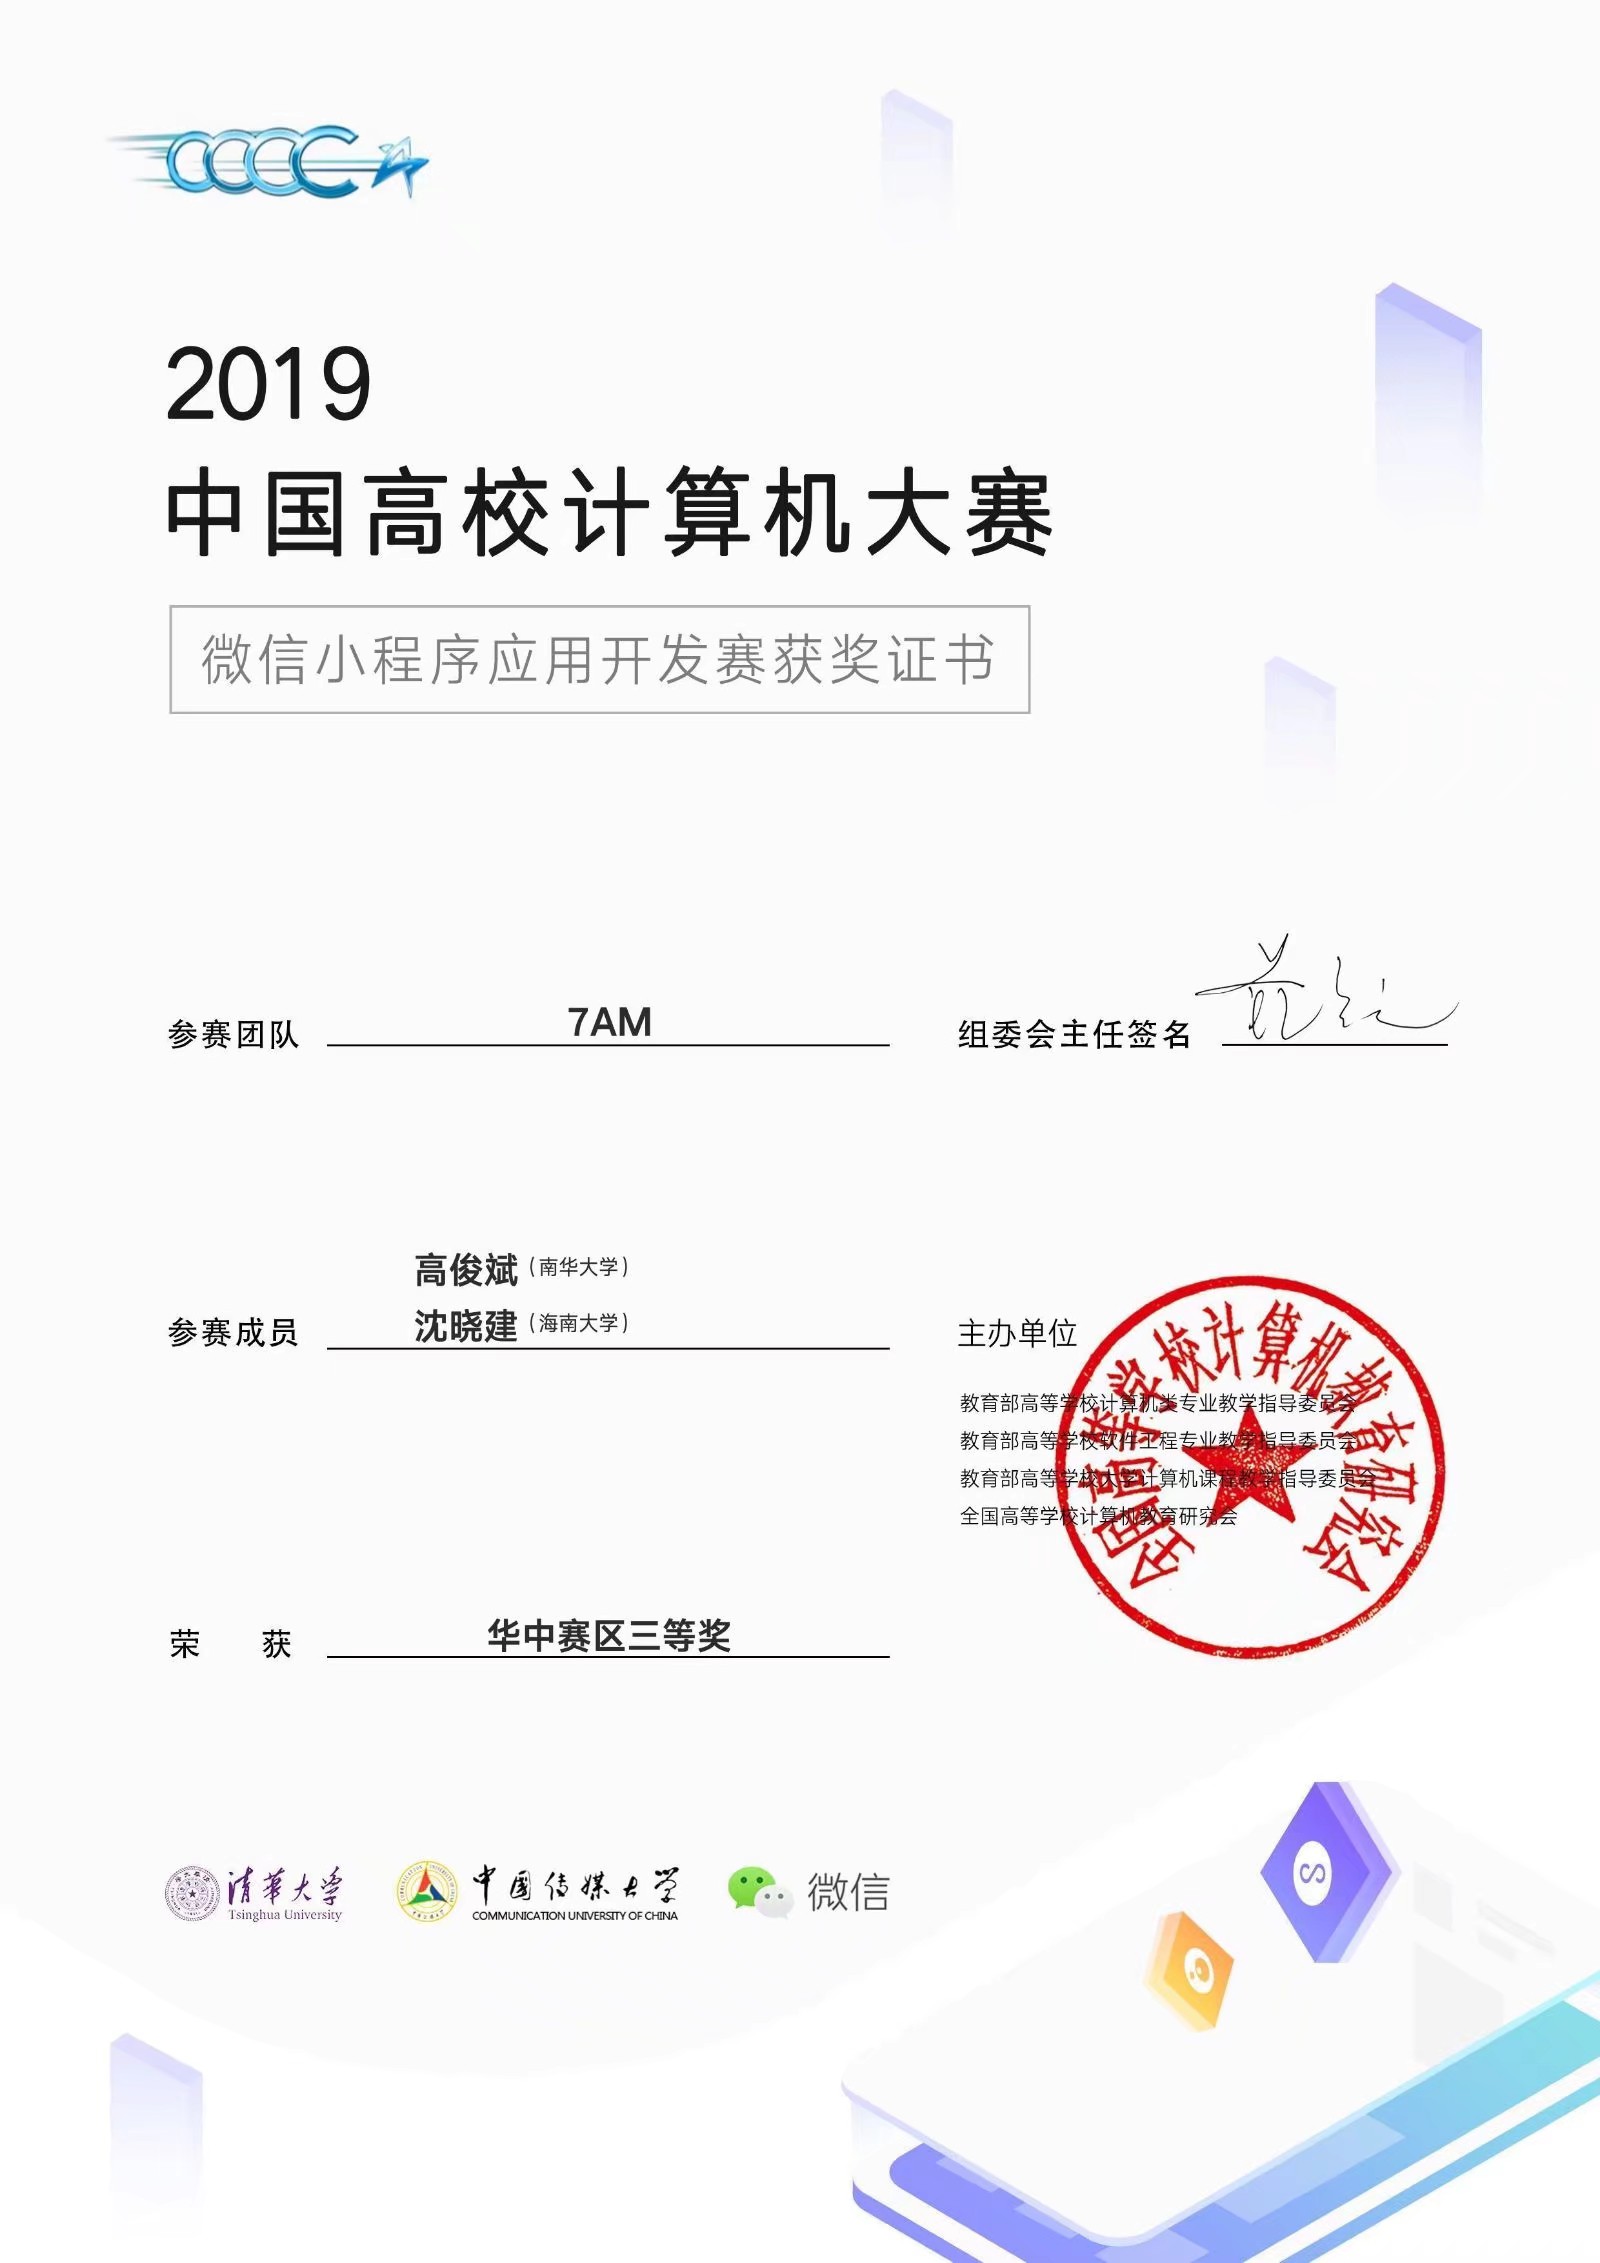 CCCC
2019
中国高校计算机大赛
微信小程序应用开发赛获奖证书
参赛团队 7AM
组委会主任签名
参赛成员
高俊斌（南华大学）
沈晓建（海南大学）
主办单位
教育部高等学校计算机类专业教学指导委员会
教育部高等学校软件工程专业教学指导委员会
教育部高等学校大学计算机课程教学指导委员会
全国高等学校计算机教育研究会
全国高等学校计算机教育研究会
荣 获 华中赛区三等奖
清華大学
Tsinghua University
中国传媒大学
COMMUNICATION UNIVERSITY OF CHINA
微信